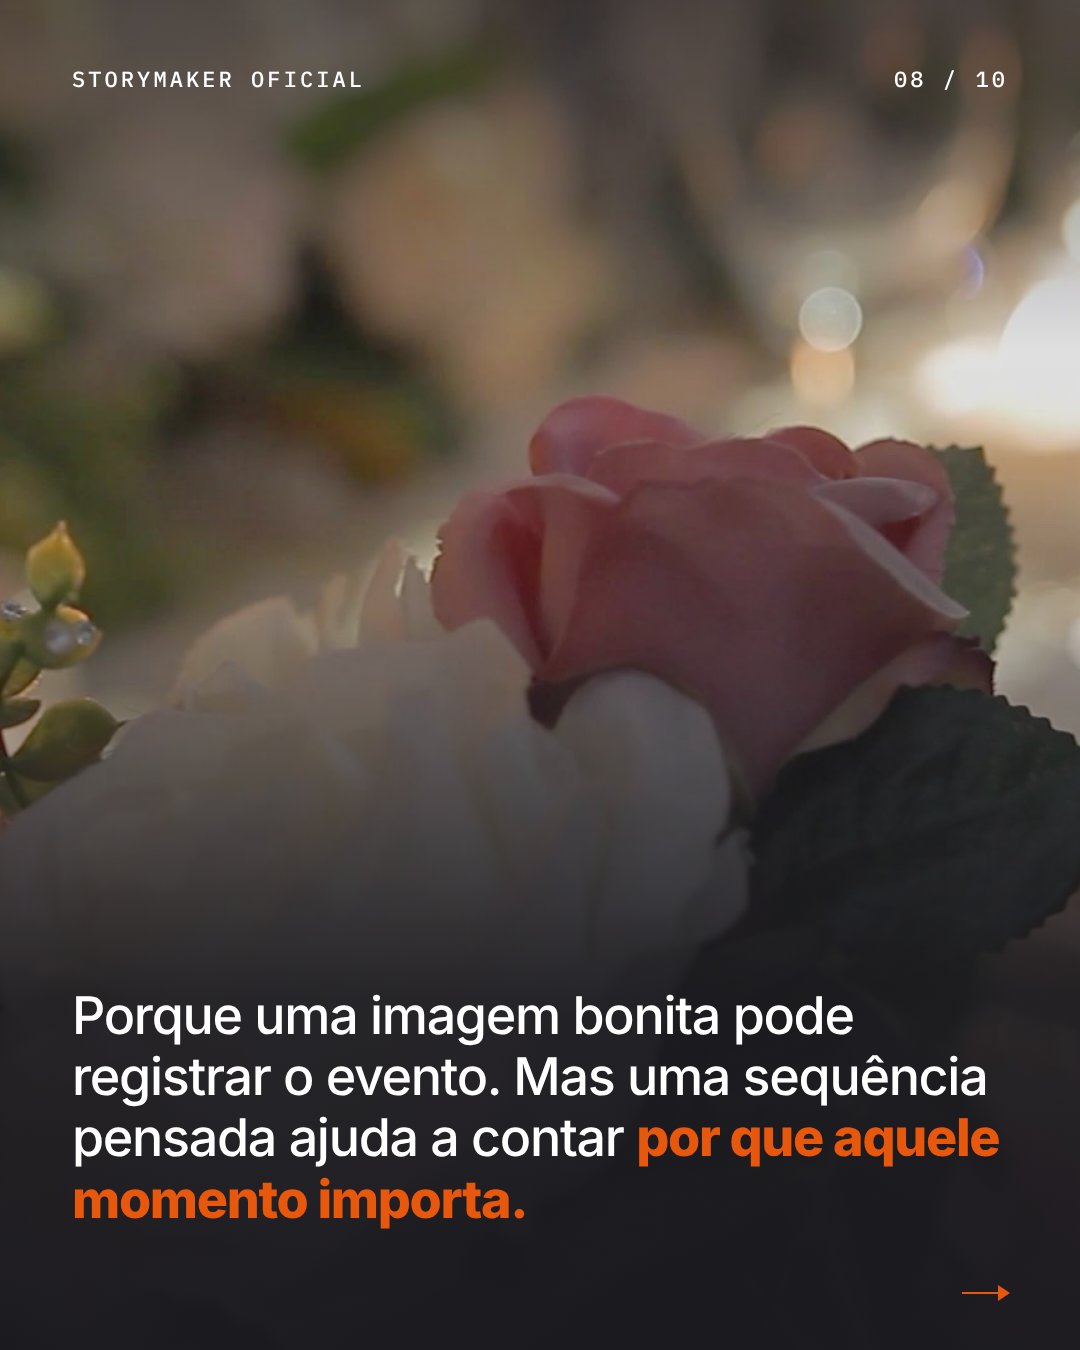 STORYMAKER OFICIAL
08 / 10
Porque uma imagem bonita pode
registrar o evento. Mas uma sequência
pensada ajuda a contar por que aquele
momento importa.